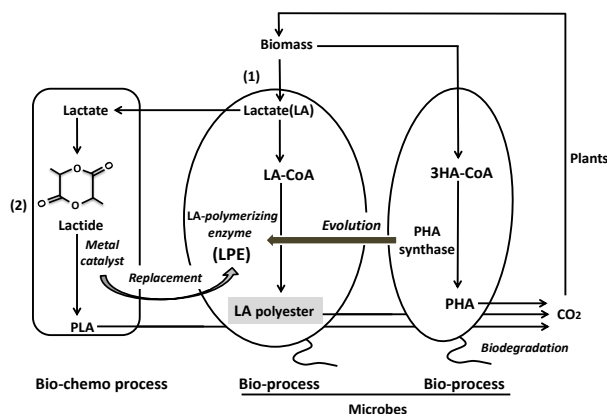 Biomass
(1)
Lactate
Lactate(LA)
LA-CoA
3HA-CoA
Plants
O
O
O
O
(2)
Lactide
LA-polymerizing
enzyme
(LPE)
Evolution
PHA
synthase
Metal
catalyst
Replacement
LA polyester
PHA
CO2
PLA
Biodegradation
Bio-chemo process
Bio-process
Bio-process
Microbes